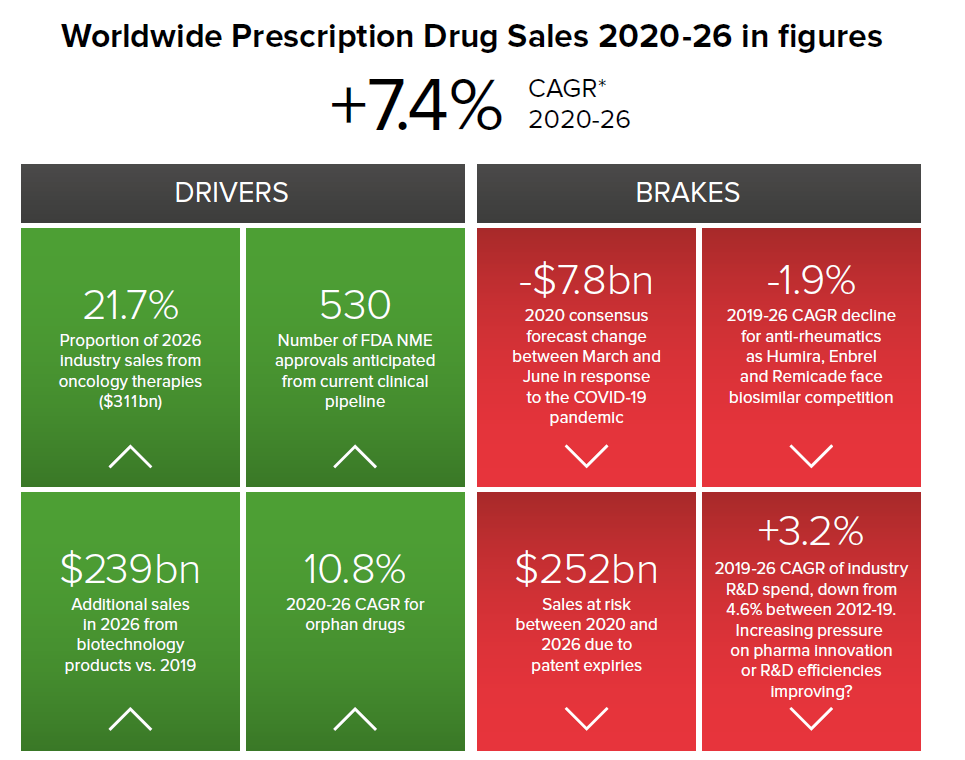 Worldwide Prescription Drug Sales 2020-26 in figures
+7.4%
CAGR*
2020-26
DRIVERS
21.7%
Proportion of 2026
industry sales from
oncology therapies
($311bn)
530
Number of FDA NME
approvals anticipated
from current clinical
pipeline
$239bn
Additional sales
in 2026 from
biotechnology
products vs. 2019
10.8%
2020-26 CAGR for
orphan drugs
BRAKES
-$7.8bn
2020 consensus
forecast change
between March and
June in response
to the COVID-19
pandemic
-1.9%
2019-26 CAGR decline
for anti-rheumatics
as Humira, Enbrel
and Remicade face
biosimilar competition
$252bn
Sales at risk
between 2020 and
2026 due to
patent expiries
+3.2%
2019-26 CAGR of industry
R&D spend, down from
4.6% between 2012-19.
Increasing pressure
on pharma innovation
or R&D efficiencies
improving?